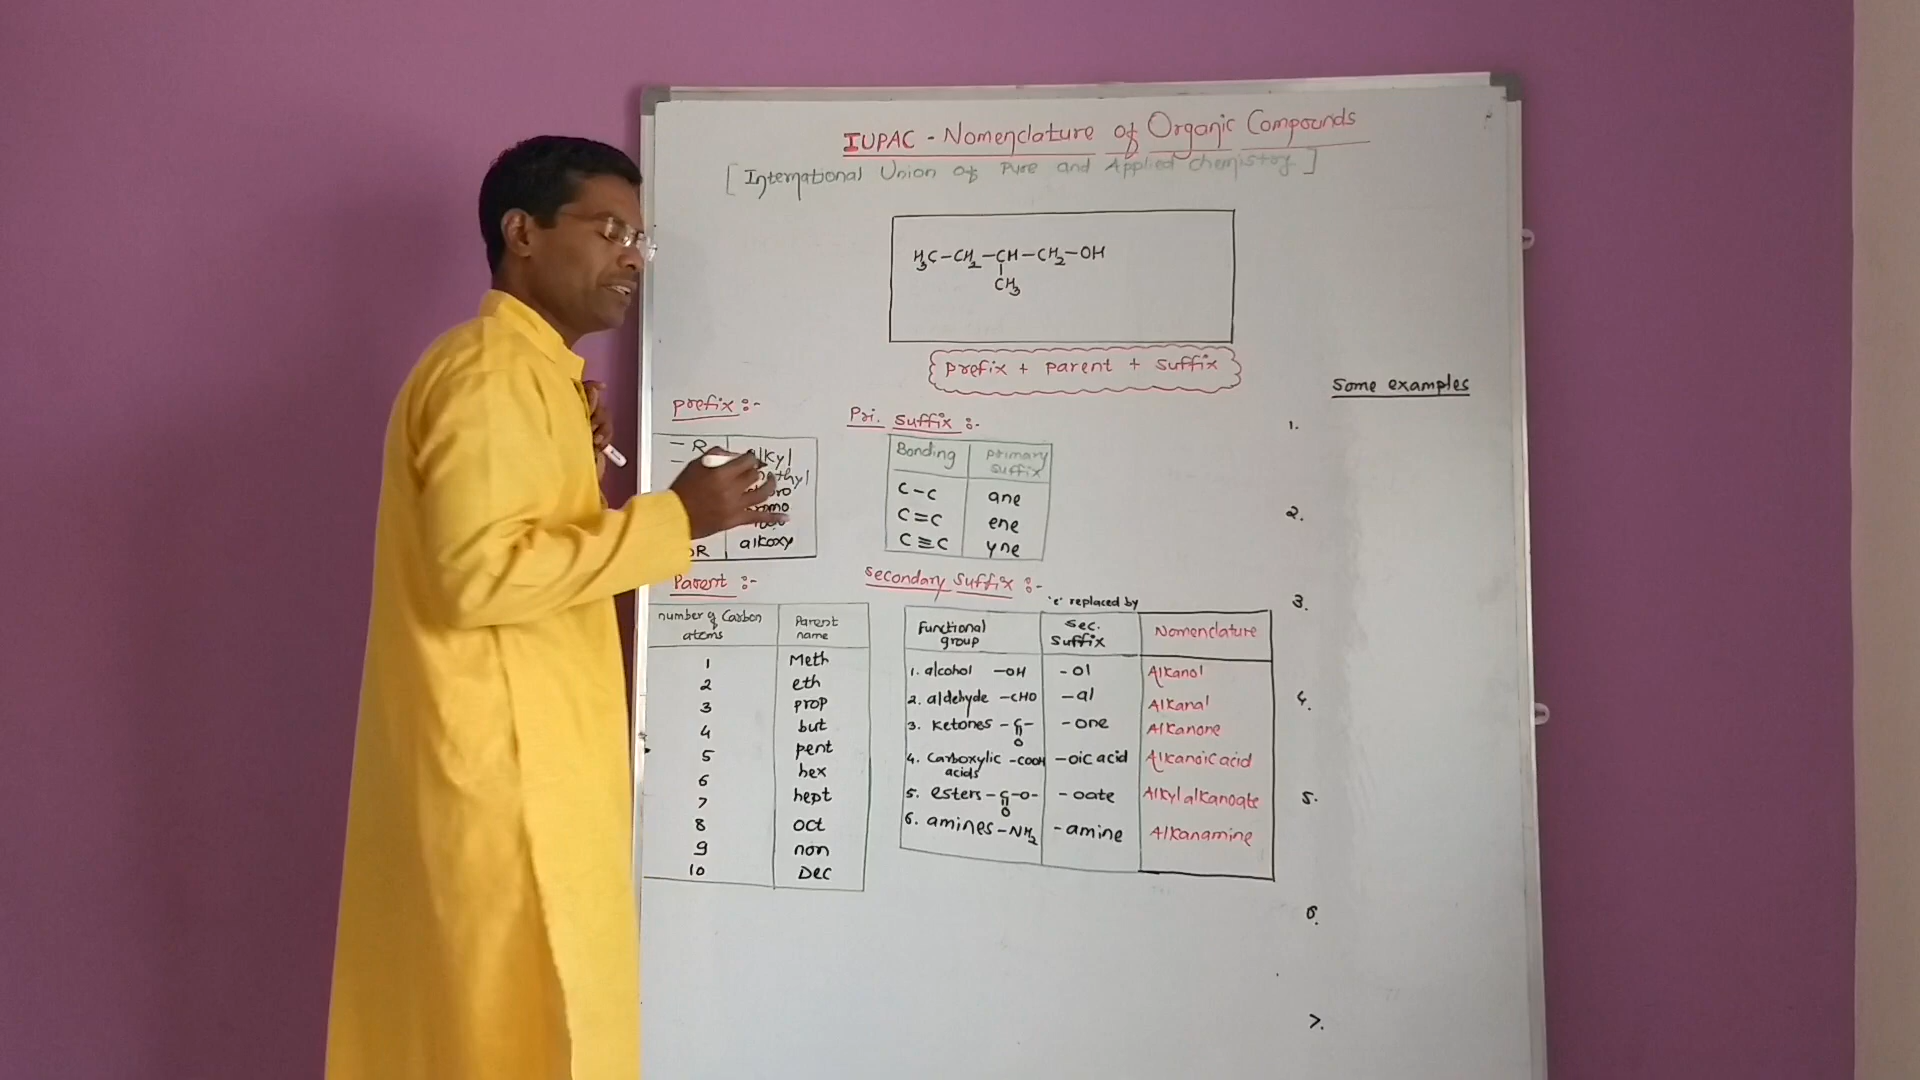 IUPAC - Nomenclature of Organic Compounds
[ International Union of Pure and Applied Chemistry ]
H3C-CH2-CH-CH2-OH
CH3
Prefix + Parent + Suffix
Prefix :-
-R alkyl
alkoxy
Pri. Suffix :-
Bonding primary suffix
C-C ane
C=C ene
C≡C yne
Parent :-
number of Carbon atoms Parent name
1 Meth
2 eth
3 prop
4 but
5 pent
6 hex
7 hept
8 oct
9 non
10 Dec
Secondary Suffix :-
'e' replaced by
Functional group Sec. Suffix Nomenclature
1. alcohol -OH -ol Alkanol
2. aldehyde -CHO -al Alkanal
3. Ketones -C- -one Alkanone
O
4. Carboxylic acids -COOH -oic acid Alkanoic acid
5. esters -C-O- -oate Alkyl alkanoate
O
6. amines -NH2 -amine Alkanamine
Some examples
1.
2.
3.
4.
5.
6.
7.